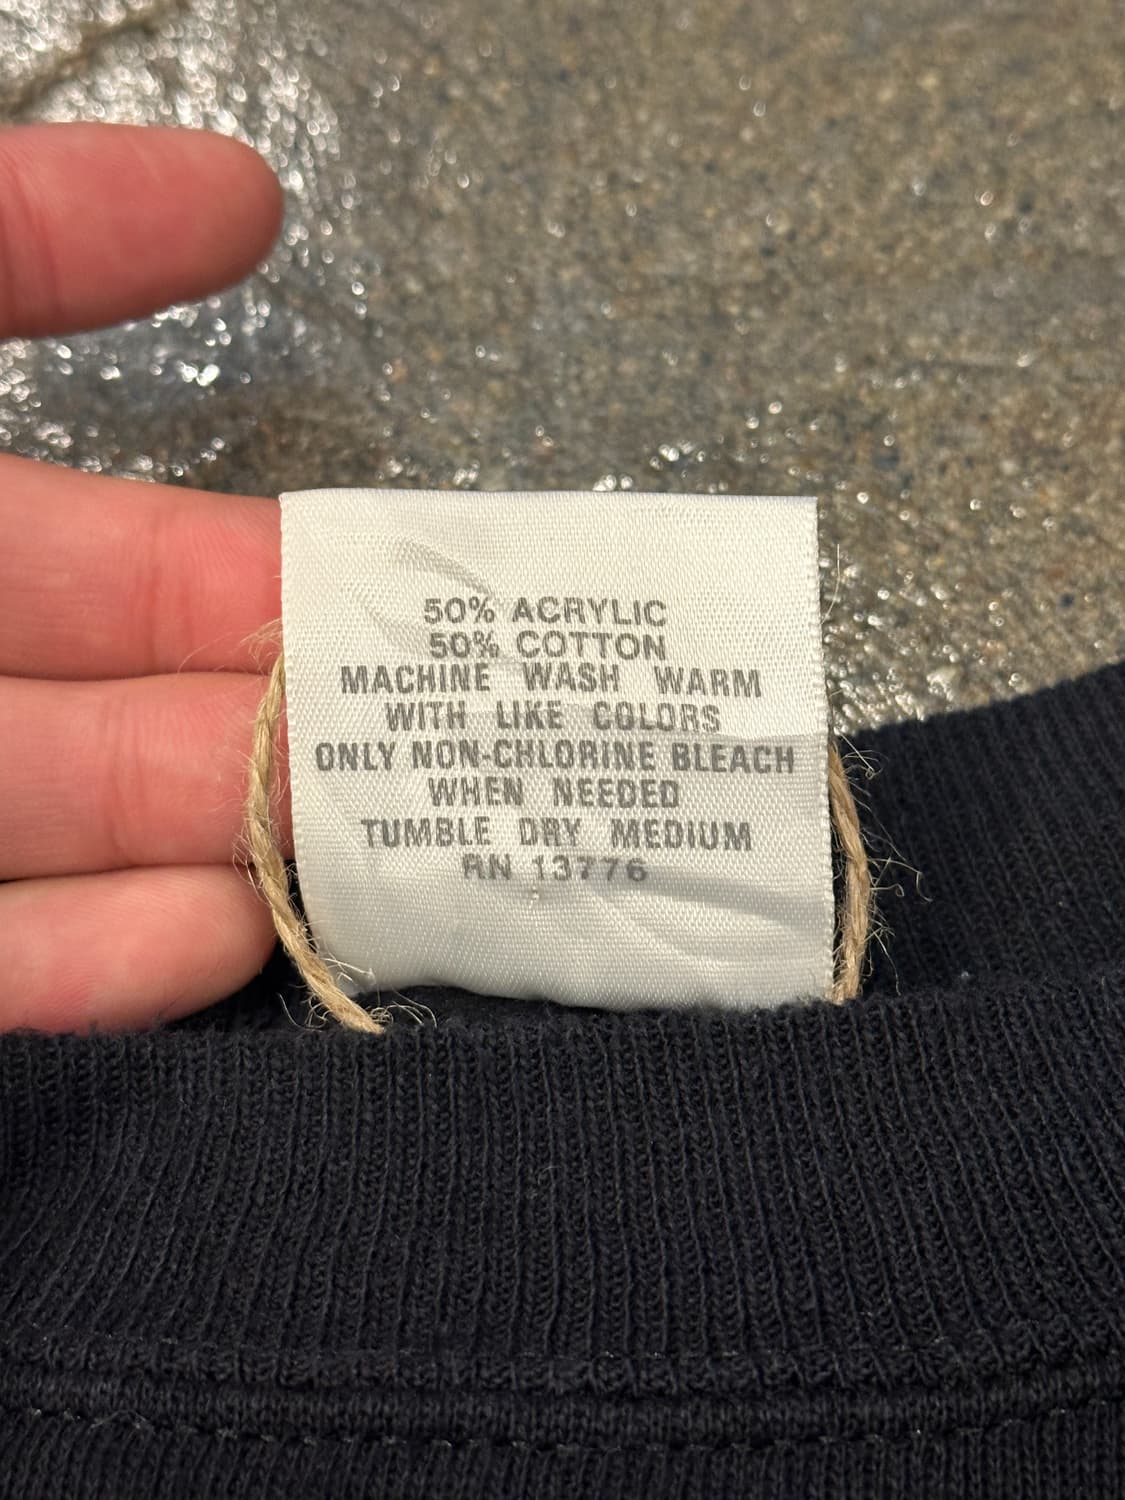 50% ACRYLIC
50% COTTON
MACHINE WASH WARM
WITH LIKE COLORS
ONLY NON-CHLORINE BLEACH
WHEN NEEDED
TUMBLE DRY MEDIUM
RN 13776